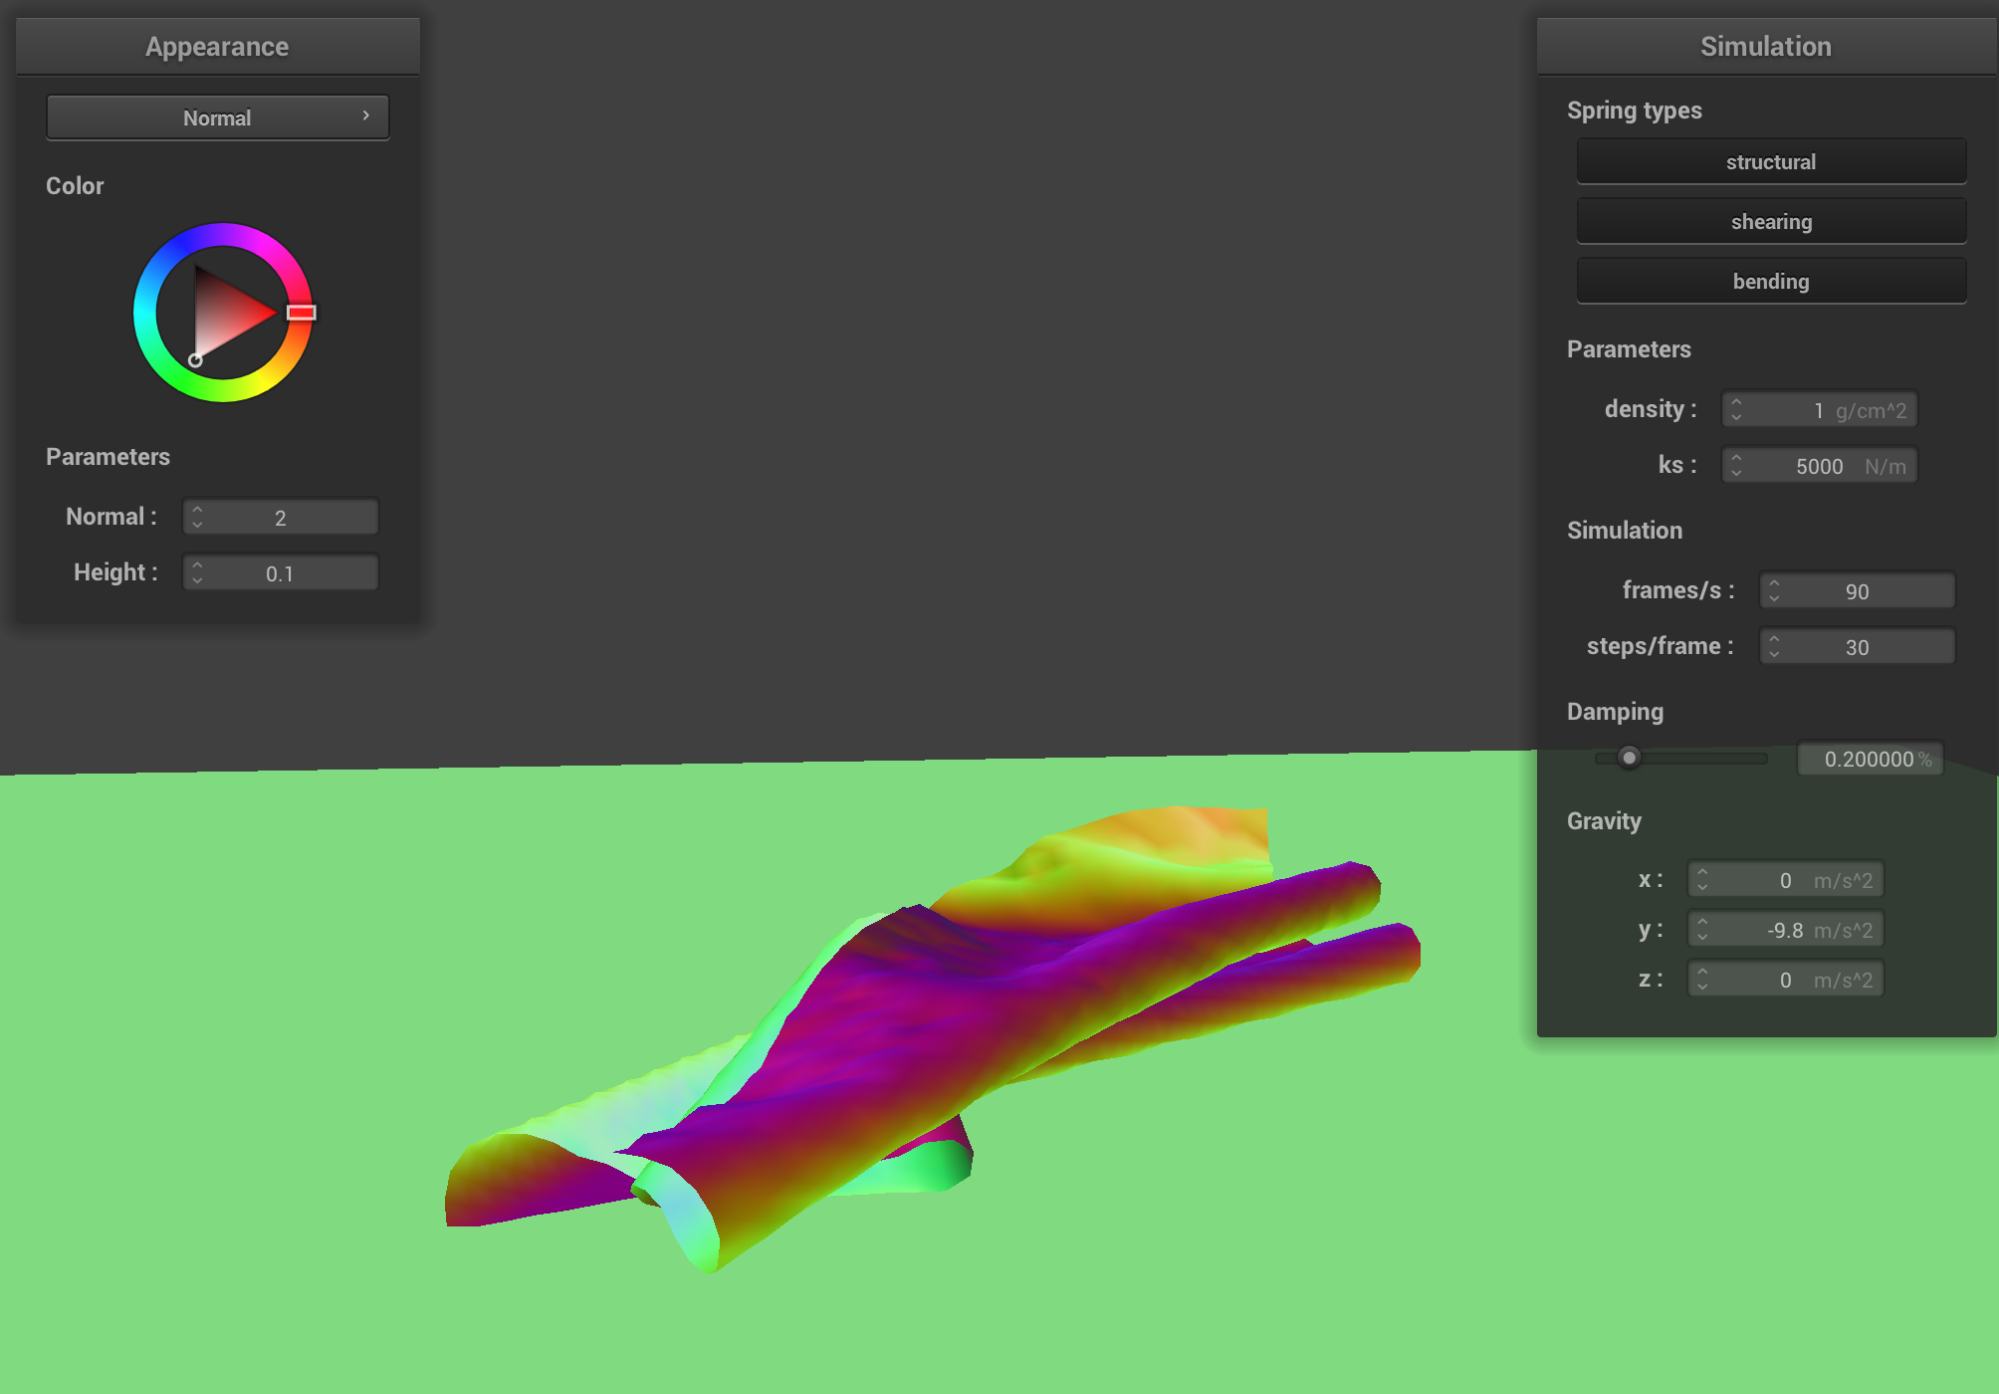 Appearance
Normal
Color
Parameters
Normal : 2
Height : 0.1
Simulation
Spring types
structural
shearing
bending
Parameters
density : 1 g/cm^2
ks : 5000 N/m
Simulation
frames/s : 90
steps/frame : 30
Damping
0.200000 %
Gravity
x : 0 m/s^2
y : -9.8 m/s^2
z : 0 m/s^2